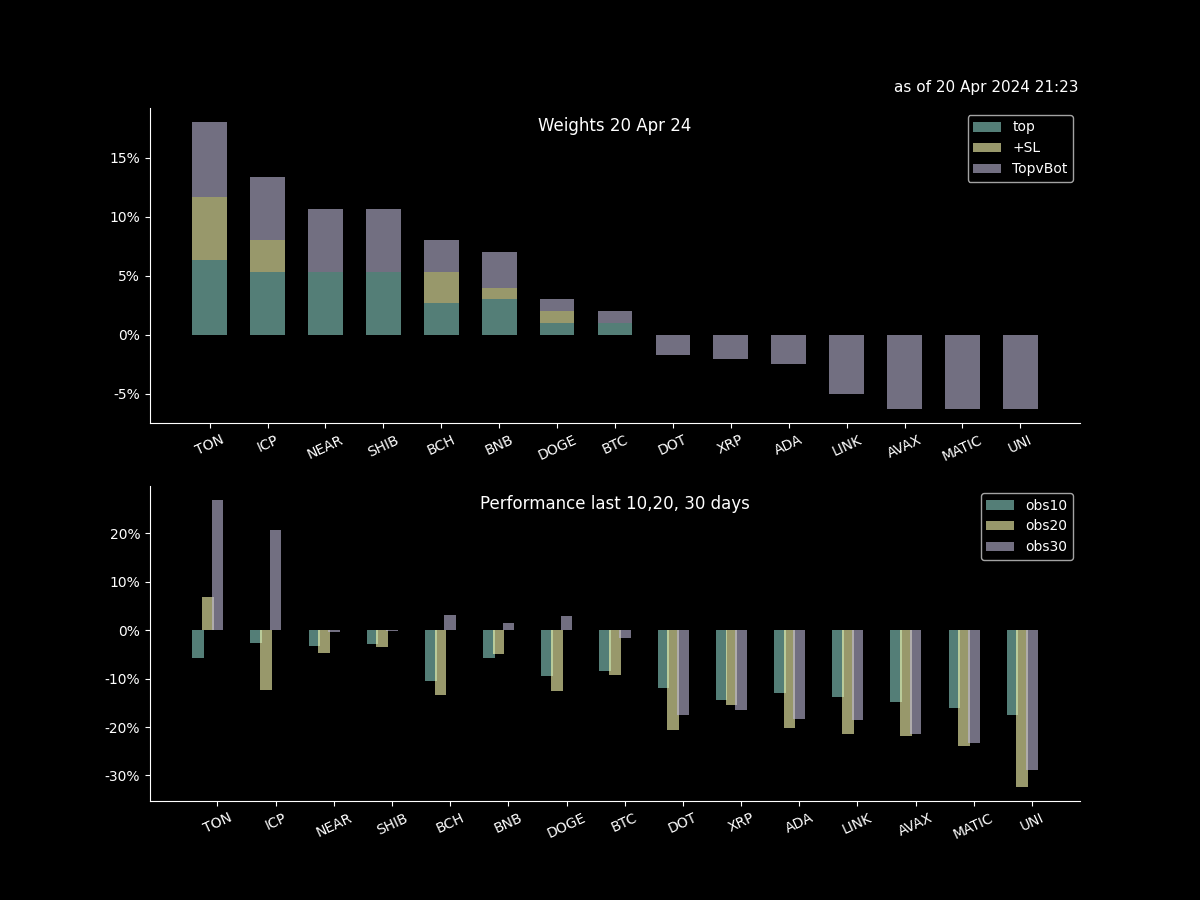 as of 20 Apr 2024 21:23
Weights 20 Apr 24
top
+SL
TopvBot
15%
10%
5%
0%
-5%
TON ICP NEAR SHIB BCH BNB DOGE BTC DOT XRP ADA LINK AVAX MATIC UNI
Performance last 10,20, 30 days
obs10
obs20
obs30
20%
10%
0%
-10%
-20%
-30%
TON ICP NEAR SHIB BCH BNB DOGE BTC DOT XRP ADA LINK AVAX MATIC UNI